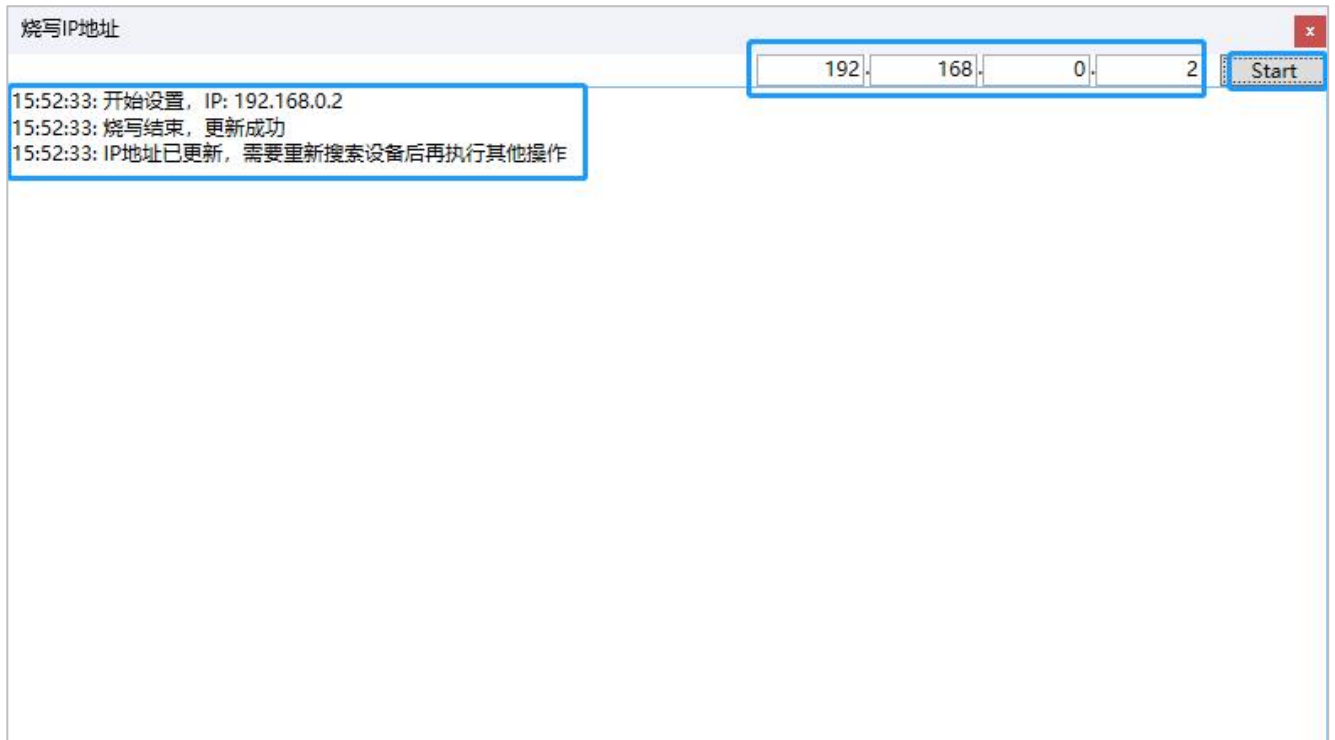 烧写IP地址
x
192. 168. 0. 2
Start
15:52:33: 开始设置，IP: 192.168.0.2
15:52:33: 烧写结束，更新成功
15:52:33: IP地址已更新，需要重新搜索设备后再执行其他操作